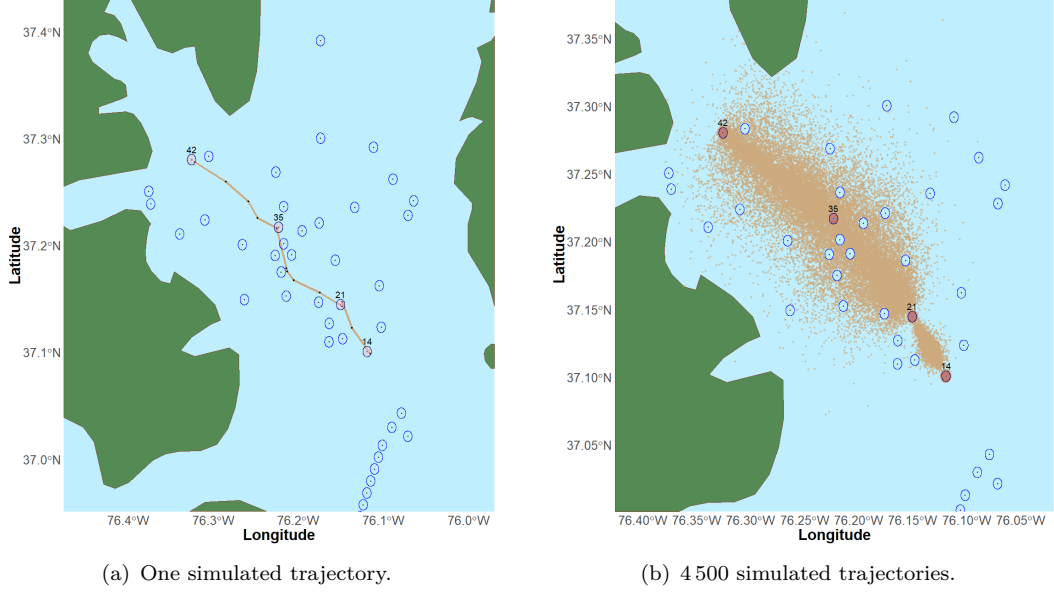 37.4°N
37.3°N
37.2°N
37.1°N
37.0°N
Latitude
42
35
21
14
76.4°W 76.3°W 76.2°W 76.1°W 76.0°W
Longitude
(a) One simulated trajectory.
37.35°N
37.30°N
37.25°N
37.20°N
37.15°N
37.10°N
37.05°N
Latitude
42
35
21
14
76.40°W 76.35°W 76.30°W 76.25°W 76.20°W 76.15°W 76.10°W 76.05°W
Longitude
(b) 4 500 simulated trajectories.